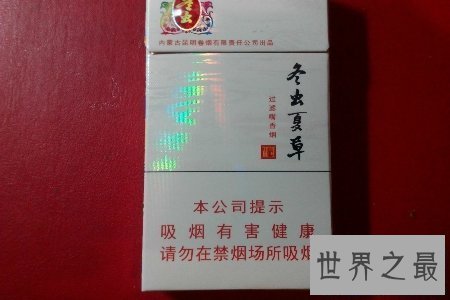 冬虫
内蒙古昆明卷烟有限责任公司出品
冬虫夏草
过滤嘴香烟
本公司提示
吸烟有害健康
请勿在禁烟场所吸烟
世界之最